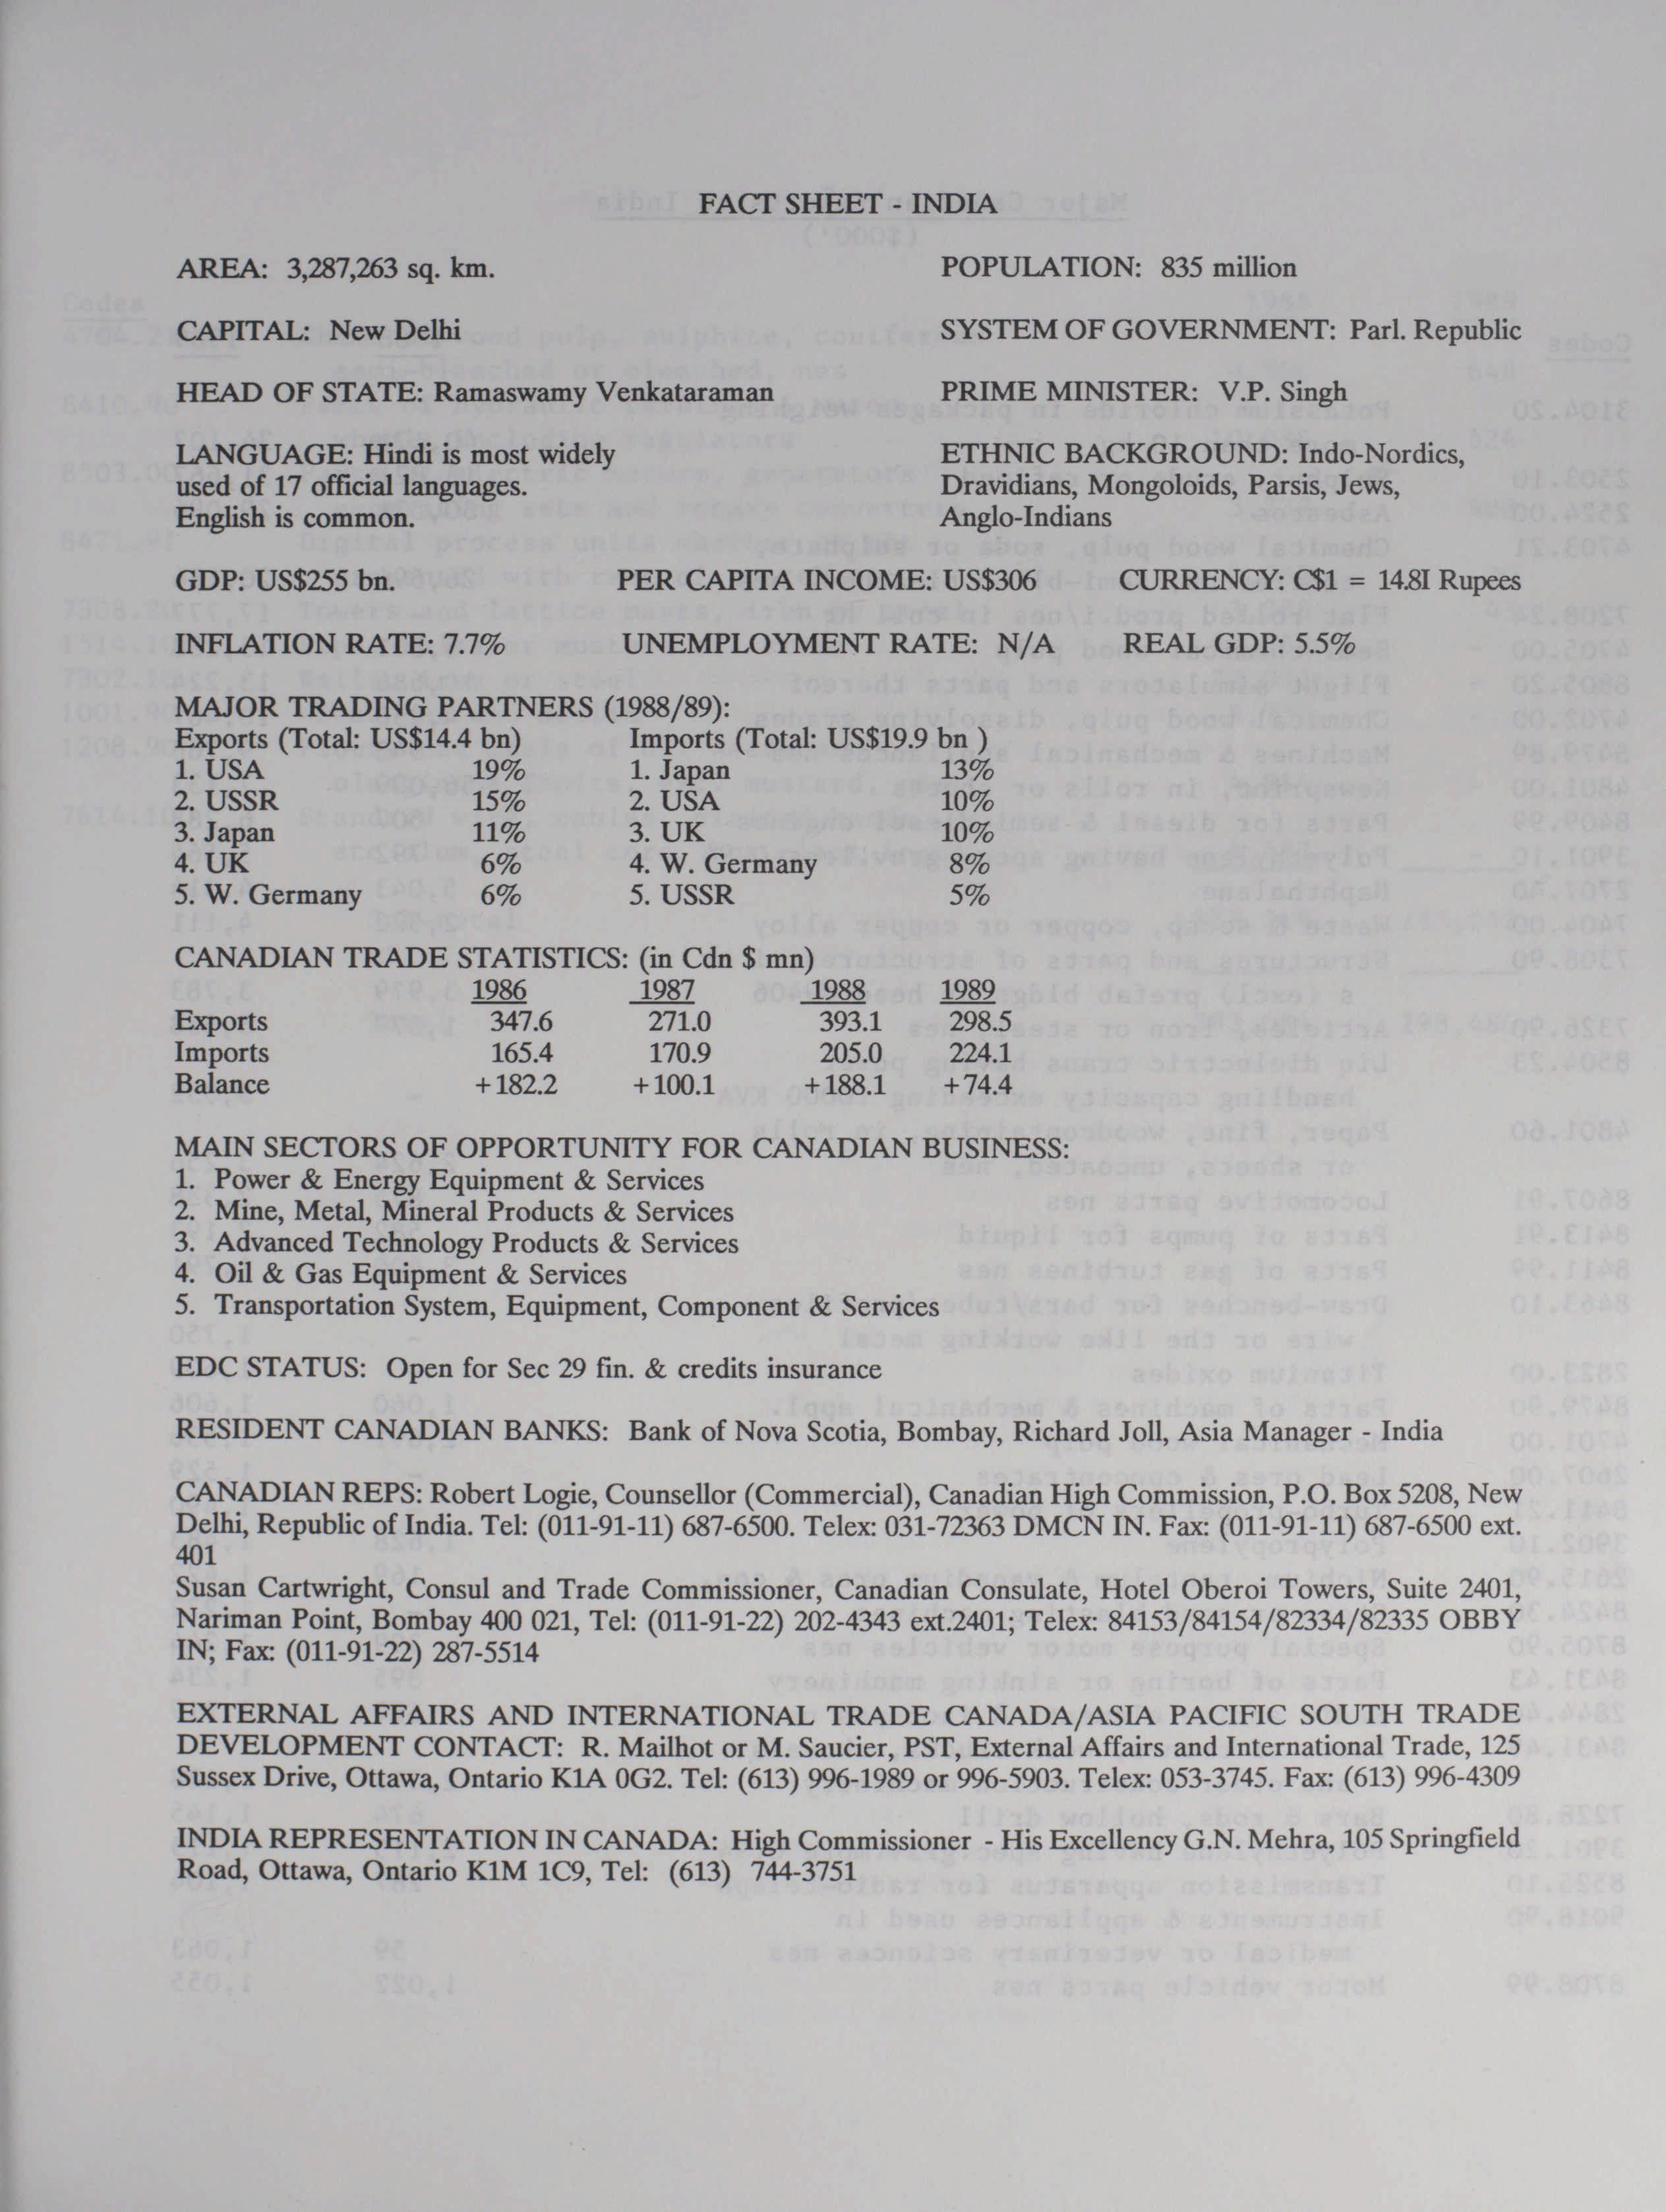 FACT SHEET - INDIA
AREA: 3,287,263 sq. km. POPULATION: 835 million
CAPITAL: New Delhi SYSTEM OF GOVERNMENT: Parl. Republic
HEAD OF STATE: Ramaswamy Venkataraman PRIME MINISTER: V.P. Singh
LANGUAGE: Hindi is most widely ETHNIC BACKGROUND: Indo-Nordics,
used of 17 official languages. Dravidians, Mongoloids, Parsis, Jews,
English is common. Anglo-Indians
GDP: US$255 bn. PER CAPITA INCOME: US$306 CURRENCY: C$1 = 14.8I Rupees
INFLATION RATE: 7.7% UNEMPLOYMENT RATE: N/A REAL GDP: 5.5%
MAJOR TRADING PARTNERS (1988/89):
Exports (Total: US$14.4 bn) Imports (Total: US$19.9 bn )
1. USA 19% 1. Japan 13%
2. USSR 15% 2. USA 10%
3. Japan 11% 3. UK 10%
4. UK 6% 4. W. Germany 8%
5. W. Germany 6% 5. USSR 5%
CANADIAN TRADE STATISTICS: (in Cdn $ mn)
1986 1987 1988 1989
Exports 347.6 271.0 393.1 298.5
Imports 165.4 170.9 205.0 224.1
Balance +182.2 +100.1 +188.1 +74.4
MAIN SECTORS OF OPPORTUNITY FOR CANADIAN BUSINESS:
1. Power & Energy Equipment & Services
2. Mine, Metal, Mineral Products & Services
3. Advanced Technology Products & Services
4. Oil & Gas Equipment & Services
5. Transportation System, Equipment, Component & Services
EDC STATUS: Open for Sec 29 fin. & credits insurance
RESIDENT CANADIAN BANKS: Bank of Nova Scotia, Bombay, Richard Joll, Asia Manager - India
CANADIAN REPS: Robert Logie, Counsellor (Commercial), Canadian High Commission, P.O. Box 5208, New
Delhi, Republic of India. Tel: (011-91-11) 687-6500. Telex: 031-72363 DMCN IN. Fax: (011-91-11) 687-6500 ext.
401
Susan Cartwright, Consul and Trade Commissioner, Canadian Consulate, Hotel Oberoi Towers, Suite 2401,
Nariman Point, Bombay 400 021, Tel: (011-91-22) 202-4343 ext.2401; Telex: 84153/84154/82334/82335 OBBY
IN; Fax: (011-91-22) 287-5514
EXTERNAL AFFAIRS AND INTERNATIONAL TRADE CANADA/ASIA PACIFIC SOUTH TRADE
DEVELOPMENT CONTACT: R. Mailhot or M. Saucier, PST, External Affairs and International Trade, 125
Sussex Drive, Ottawa, Ontario K1A 0G2. Tel: (613) 996-1989 or 996-5903. Telex: 053-3745. Fax: (613) 996-4309
INDIA REPRESENTATION IN CANADA: High Commissioner - His Excellency G.N. Mehra, 105 Springfield
Road, Ottawa, Ontario K1M 1C9, Tel: (613) 744-3751